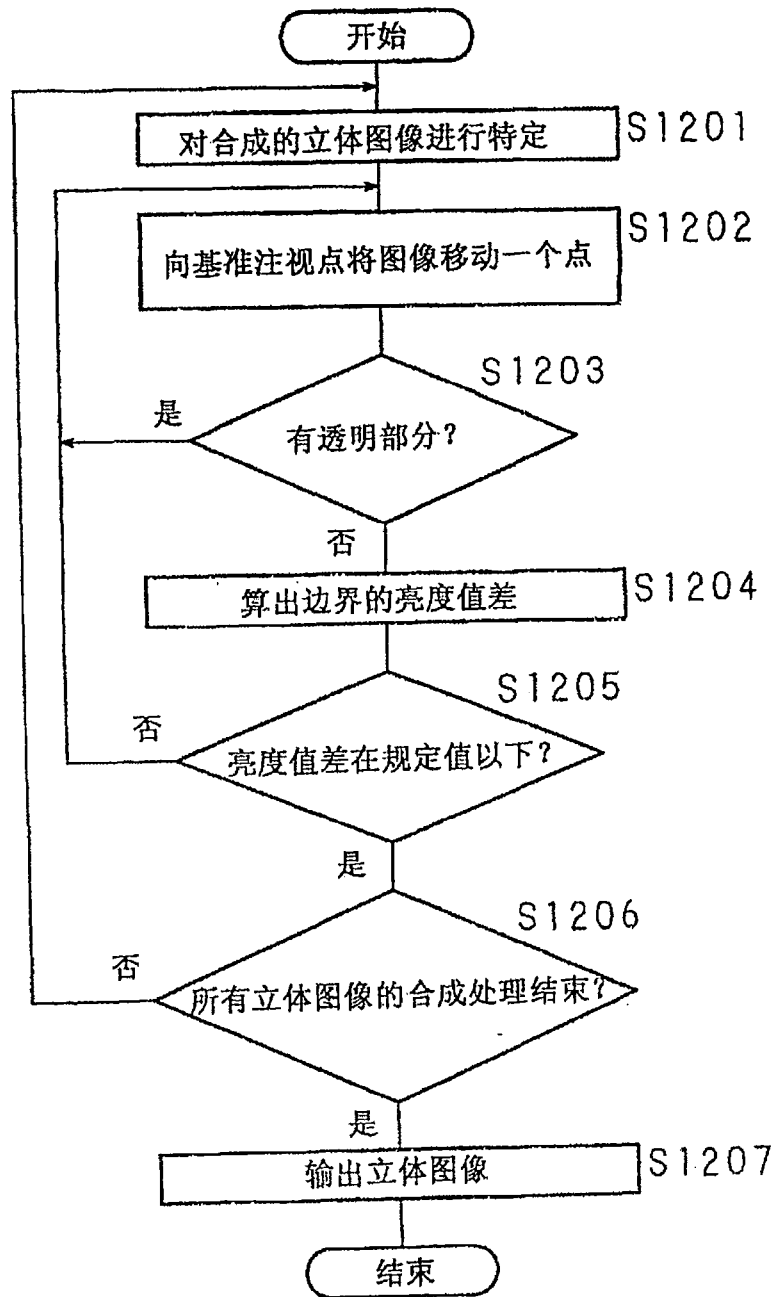 开始
对合成的立体图像进行特定
S1201
向基准注视点将图像移动一个点
S1202
S1203
是
有透明部分?
否
算出边界的亮度值差
S1204
S1205
否
亮度值差在规定值以下?
是
S1206
否
所有立体图像的合成处理结束?
是
输出立体图像
S1207
结束